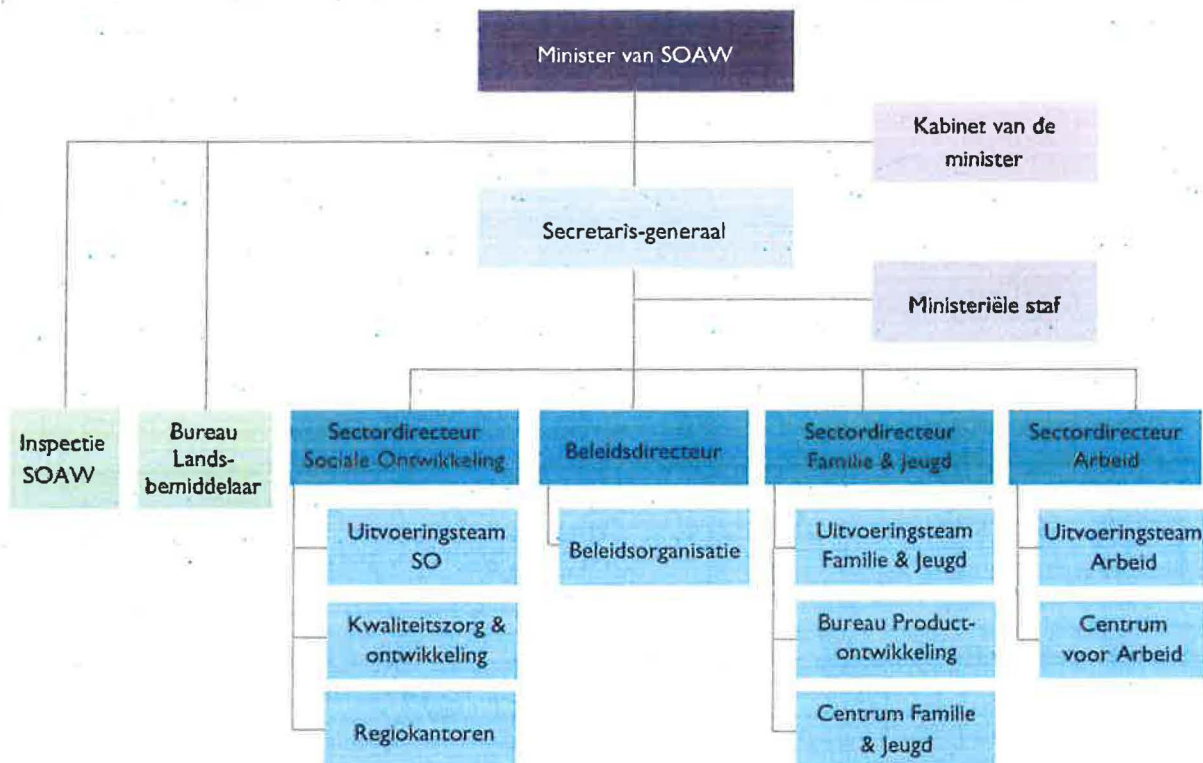 Minister van SOAW
Kabinet van de
minister
Secretaris-generaal
Ministeriële staf
Inspectie
SOAW
Bureau
Lands-
bemiddelaar
Sectordirecteur
Sociale Ontwikkeling
Uitvoeringsteam
SO
Kwaliteitszorg &
ontwikkeling
Regiokantoren
Beleidsdirecteur
Beleidsorganisatie
Sectordirecteur
Familie & Jeugd
Uitvoeringsteam
Familie & Jeugd
Bureau Product-
ontwikkeling
Centrum Familie
& Jeugd
Sectordirecteur
Arbeid
Uitvoeringsteam
Arbeid
Centrum
voor Arbeid